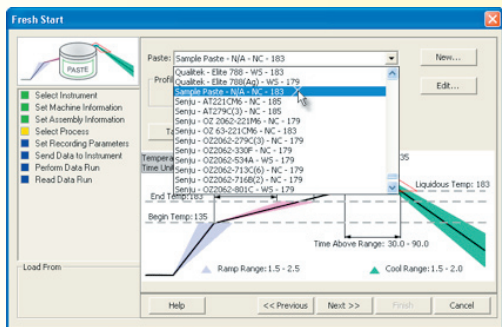 Fresh Start
PASTE
Select Instrument
Set Machine Information
Set Assembly Information
Select Process
Set Recording Parameters
Send Data to Instrument
Perform Data Run
Read Data Run
Load From
Paste: Sample Paste - N/A - NC - 183
New...
Edit...
Profil
Qualitek - Elite 788 - WS - 183
Qualitek - Elite 788(Ag) - WS - 179
Sample Paste - N/A - NC - 183
Senju - AT221CM6 - NC - 185
Senju - AT279C(3) - NC - 185
Senju - OZ 2062-221M6 - NC - 179
Senju - OZ 63-221CM6 - NC - 183
Senju - OZ2062-279C(3) - NC - 179
Senju - OZ2062-330F - NC - 179
Senju - OZ2062-534A - WS - 179
Senju - OZ2062-713C(6) - NC - 179
Senju - OZ2062-716B(2) - NC - 179
Senju - OZ2062-801C - WS - 179
Ta
Tempera
Time Uni
35
Liquidous Temp: 183
End Temp:183
Begin Temp: 135
Time Above Range: 30.0 - 90.0
Ramp Range: 1.5 - 2.5
Cool Range: 1.5 - 2.0
Help
<< Previous
Next >>
Finish
Cancel